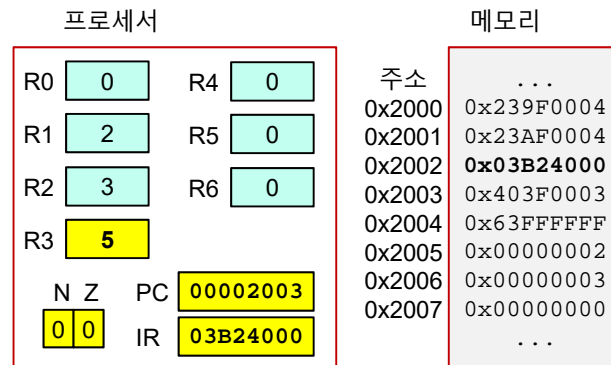 프로세서
메모리
R0 0 R4 0
R1 2 R5 0
R2 3 R6 0
R3 5
N Z PC 00002003
0 0 IR 03B24000
주소 ...
0x2000 0x239F0004
0x2001 0x23AF0004
0x2002 0x03B24000
0x2003 0x403F0003
0x2004 0x63FFFFFF
0x2005 0x00000002
0x2006 0x00000003
0x2007 0x00000000
...